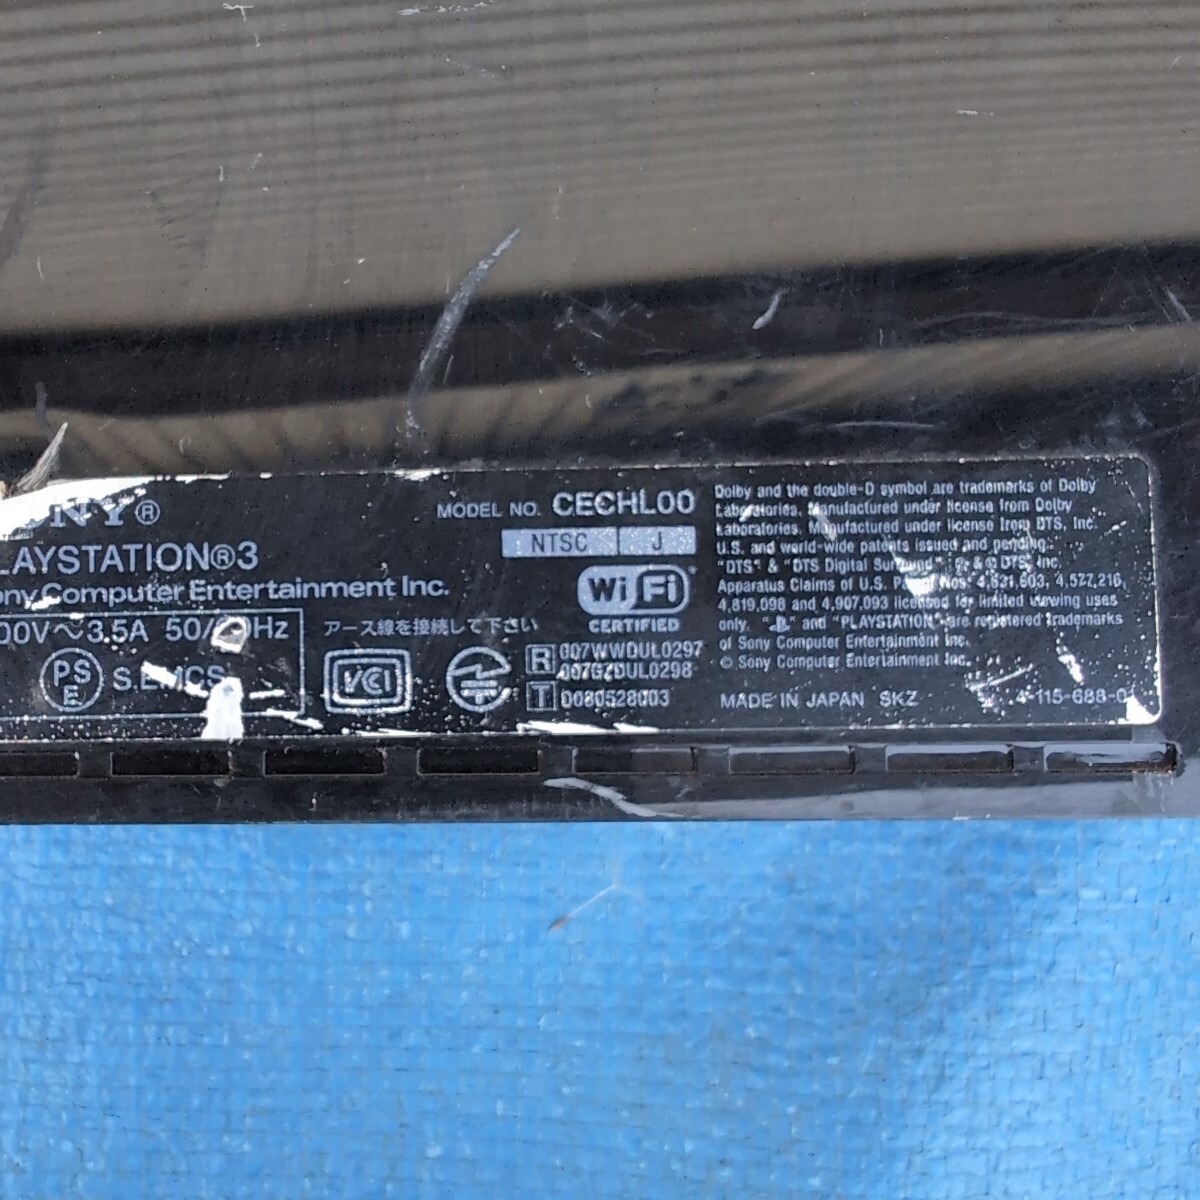 NY®
LAYSTATION®3
ony Computer Entertainment Inc.
00V～3.5A 50/60Hz
PS
E
S.E.MCS
MODEL NO. CECHL00
NTSC J
WiFi
CERTIFIED
アース線を接続して下さい
VCCI
R 007WWDUL0297
007GZDUL0298
T D080528003
Dolby and the double-D symbol are trademarks of Dolby
Laboratories. Manufactured under license from Dolby
Laboratories. Manufactured under license from DTS, Inc.
U.S. and world-wide patents issued and pending.
"DTS" & "DTS Digital Surround" ® & © DTS, Inc.
Apparatus Claims of U.S. Patent Nos. 4,631,603, 4,577,216,
4,819,098 and 4,907,093 licensed for limited viewing uses
only. " " and "PLAYSTATION" are registered trademarks
of Sony Computer Entertainment Inc.
© Sony Computer Entertainment Inc.
MADE IN JAPAN SKZ 4-115-688-0